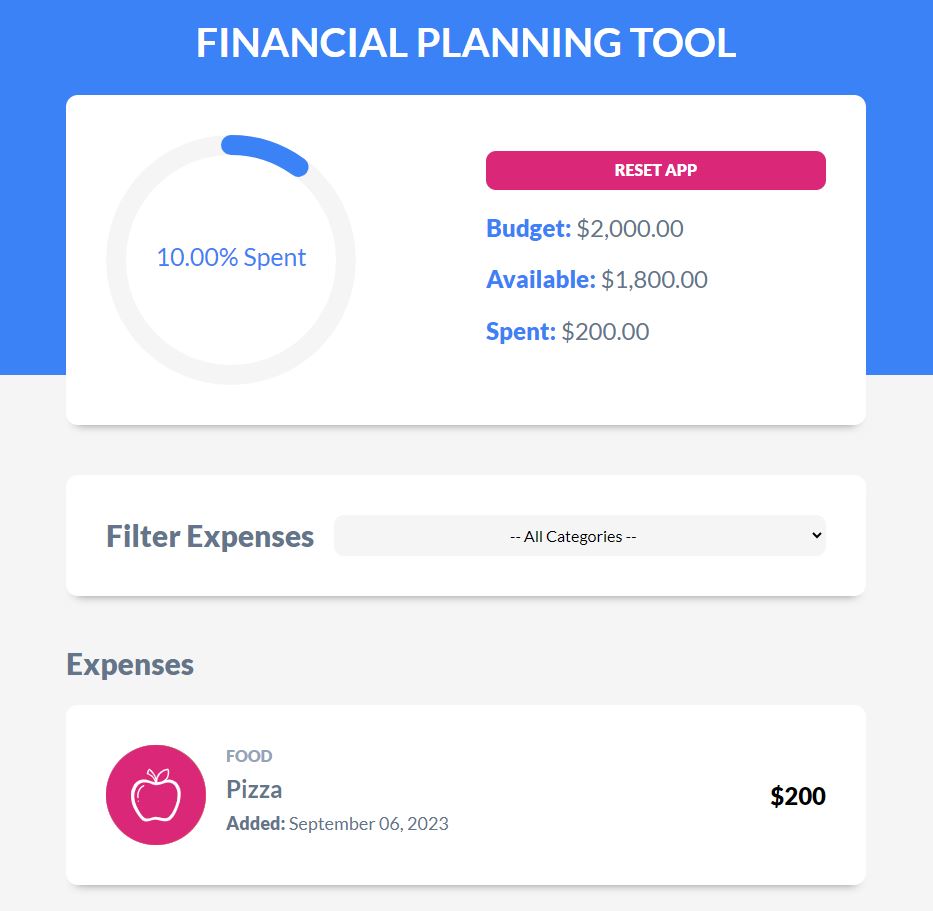 FINANCIAL PLANNING TOOL
10.00% Spent
RESET APP
Budget: $2,000.00
Available: $1,800.00
Spent: $200.00
Filter Expenses
-- All Categories --
Expenses
FOOD
Pizza
Added: September 06, 2023
$200